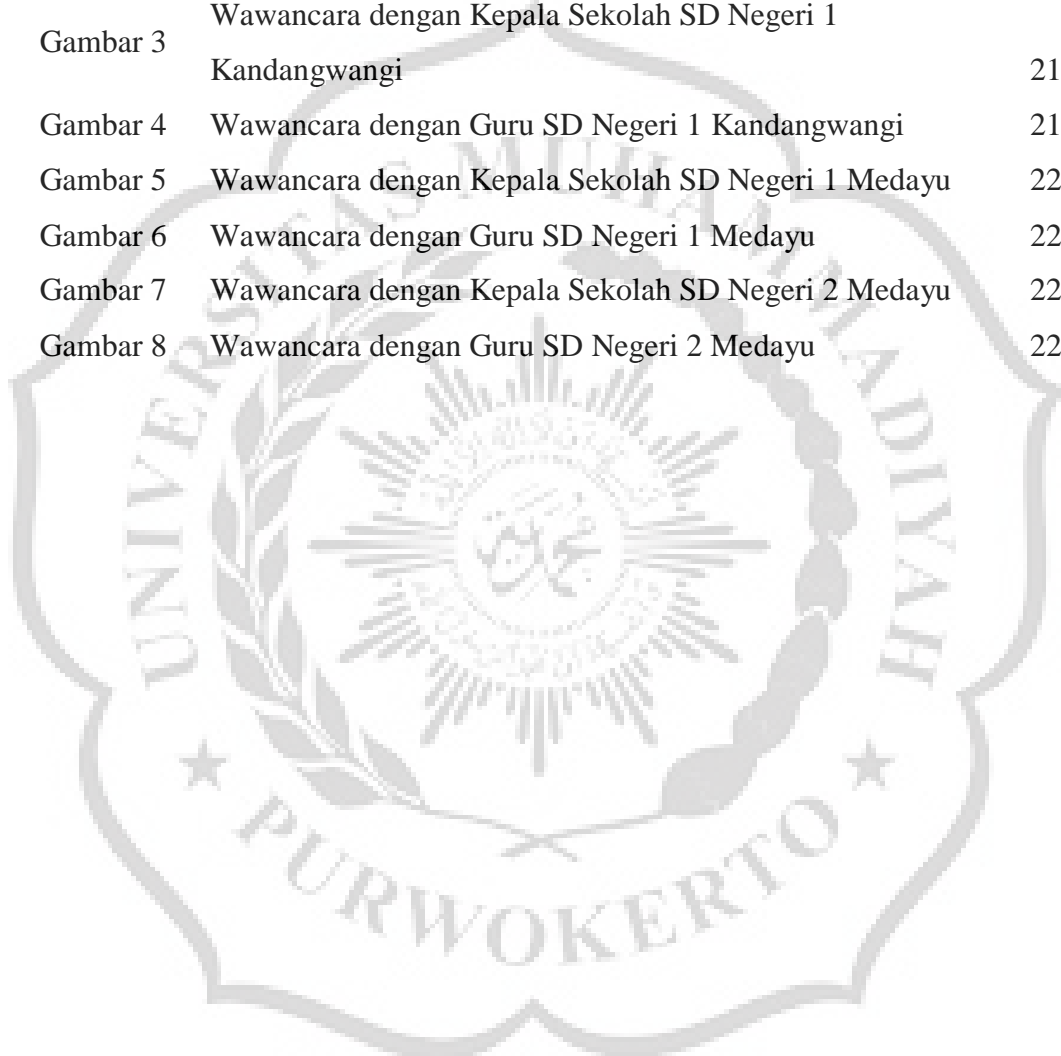 Wawancara dengan Kepala Sekolah SD Negeri 1
Gambar 3
Kandangwangi 21
Gambar 4 Wawancara dengan Guru SD Negeri 1 Kandangwangi 21
Gambar 5 Wawancara dengan Kepala Sekolah SD Negeri 1 Medayu 22
Gambar 6 Wawancara dengan Guru SD Negeri 1 Medayu 22
Gambar 7 Wawancara dengan Kepala Sekolah SD Negeri 2 Medayu 22
Gambar 8 Wawancara dengan Guru SD Negeri 2 Medayu 22
UNIVERSITAS MUHAMMADIYAH
PURWOKERTO